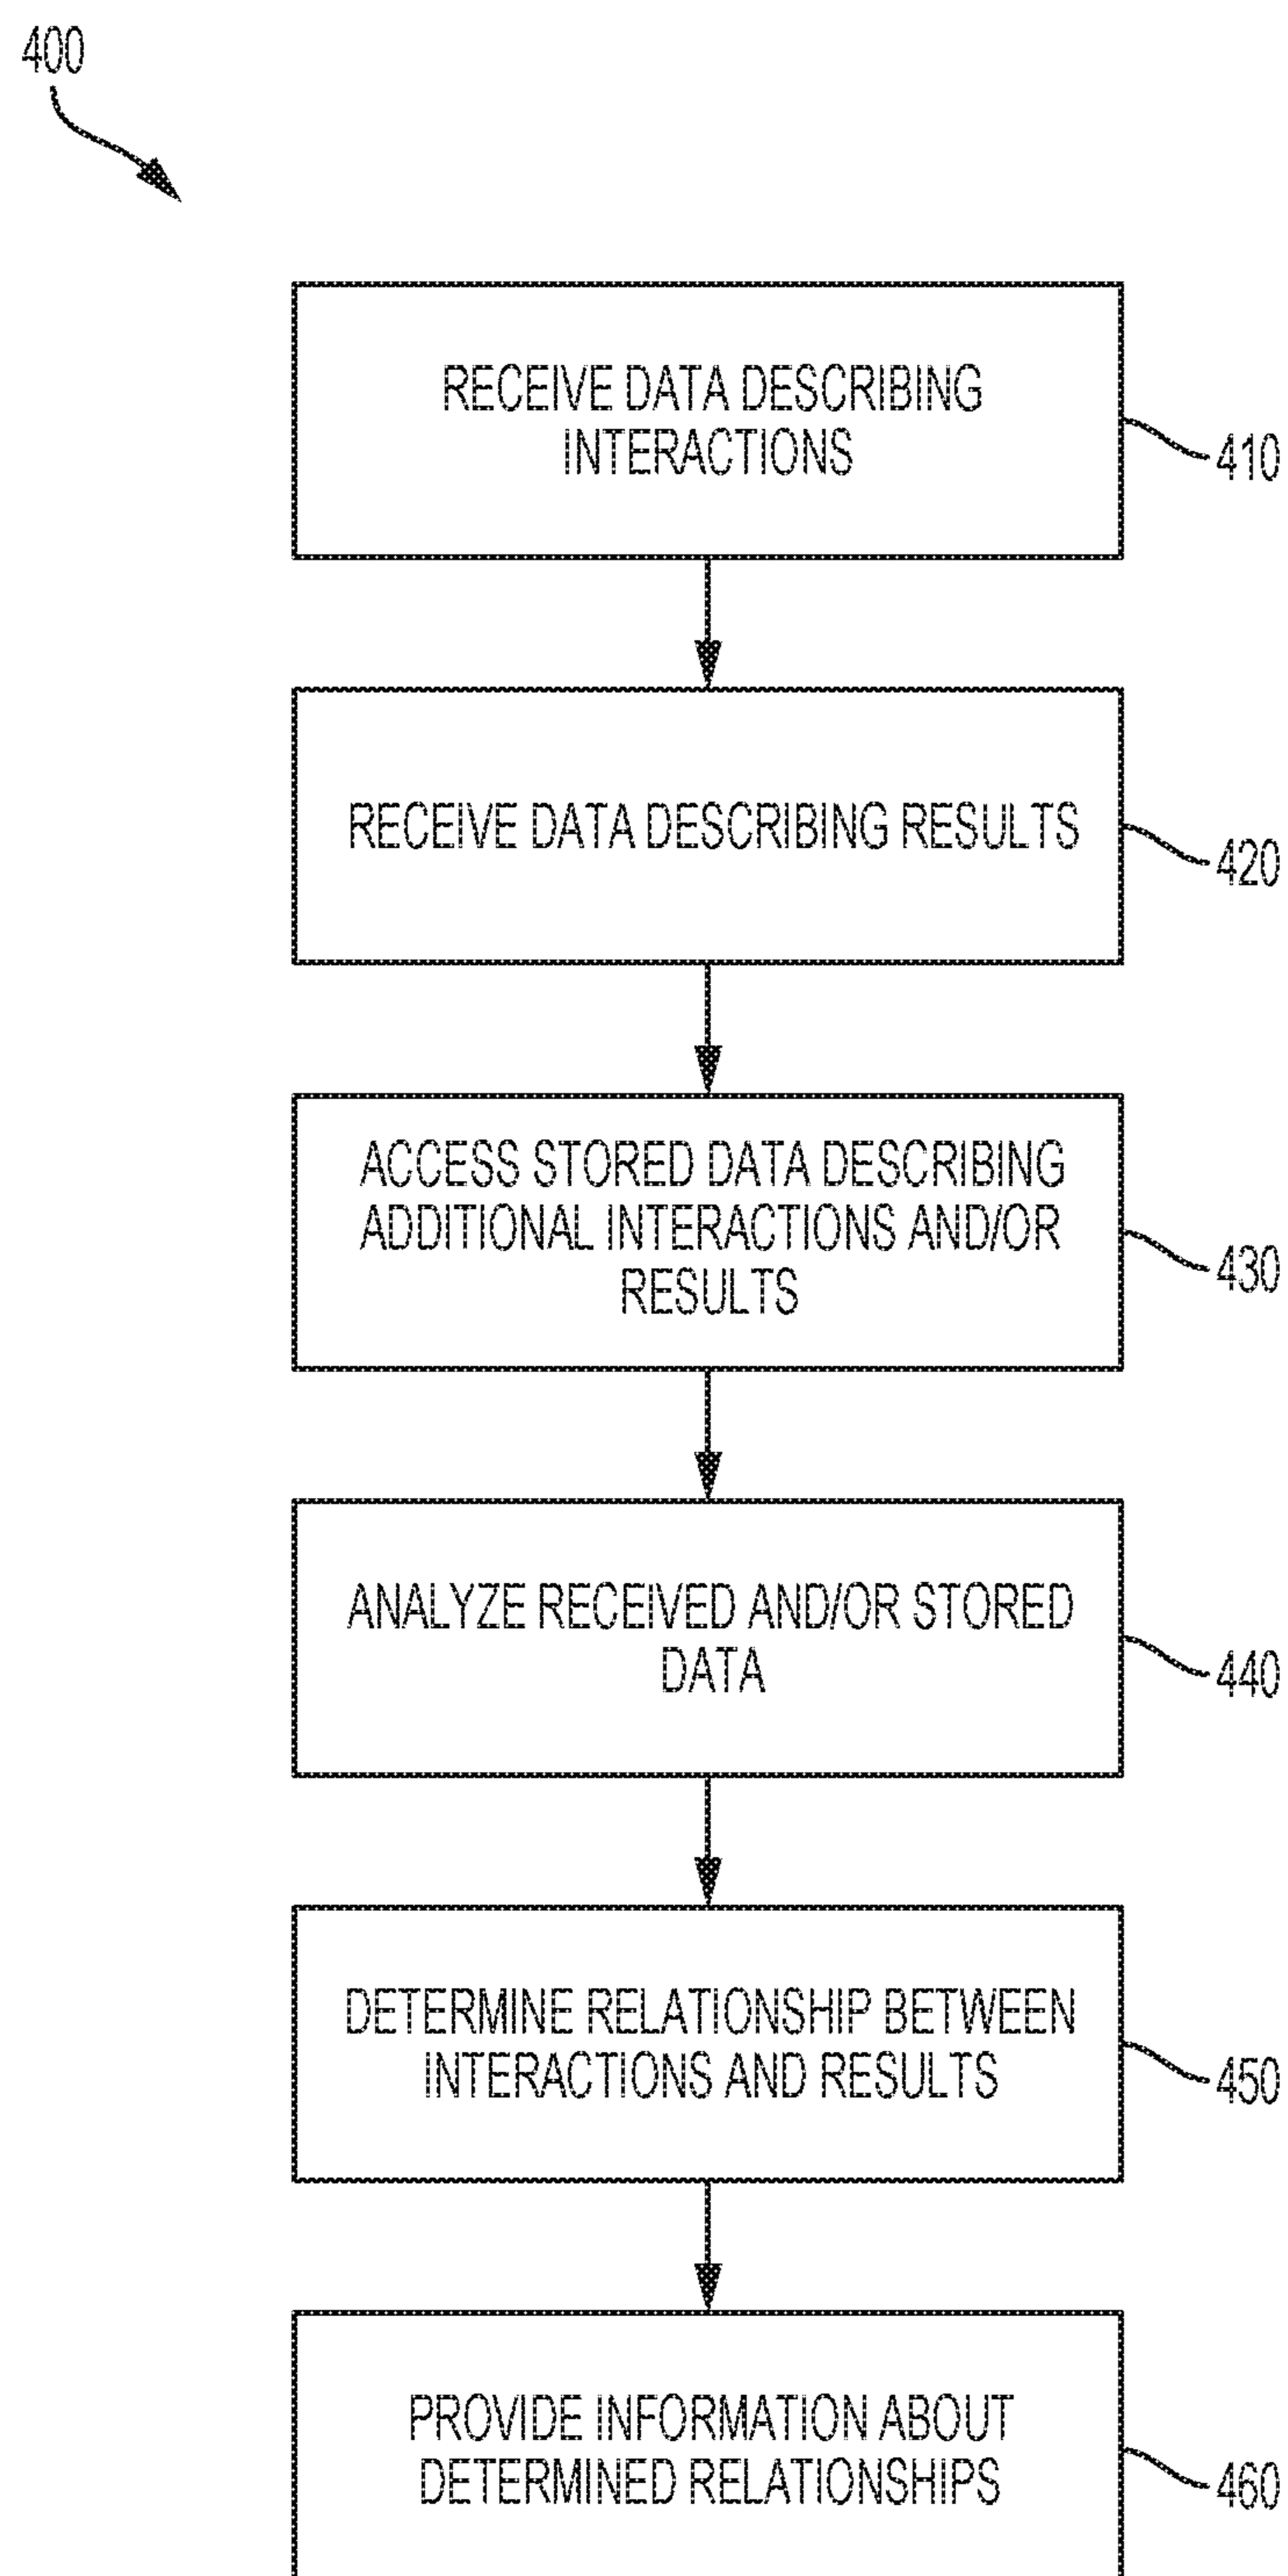 400
RECEIVE DATA DESCRIBING
INTERACTIONS
410
RECEIVE DATA DESCRIBING RESULTS
420
ACCESS STORED DATA DESCRIBING
ADDITIONAL INTERACTIONS AND/OR
RESULTS
430
ANALYZE RECEIVED AND/OR STORED
DATA
440
DETERMINE RELATIONSHIP BETWEEN
INTERACTIONS AND RESULTS
450
PROVIDE INFORMATION ABOUT
DETERMINED RELATIONSHIPS
460